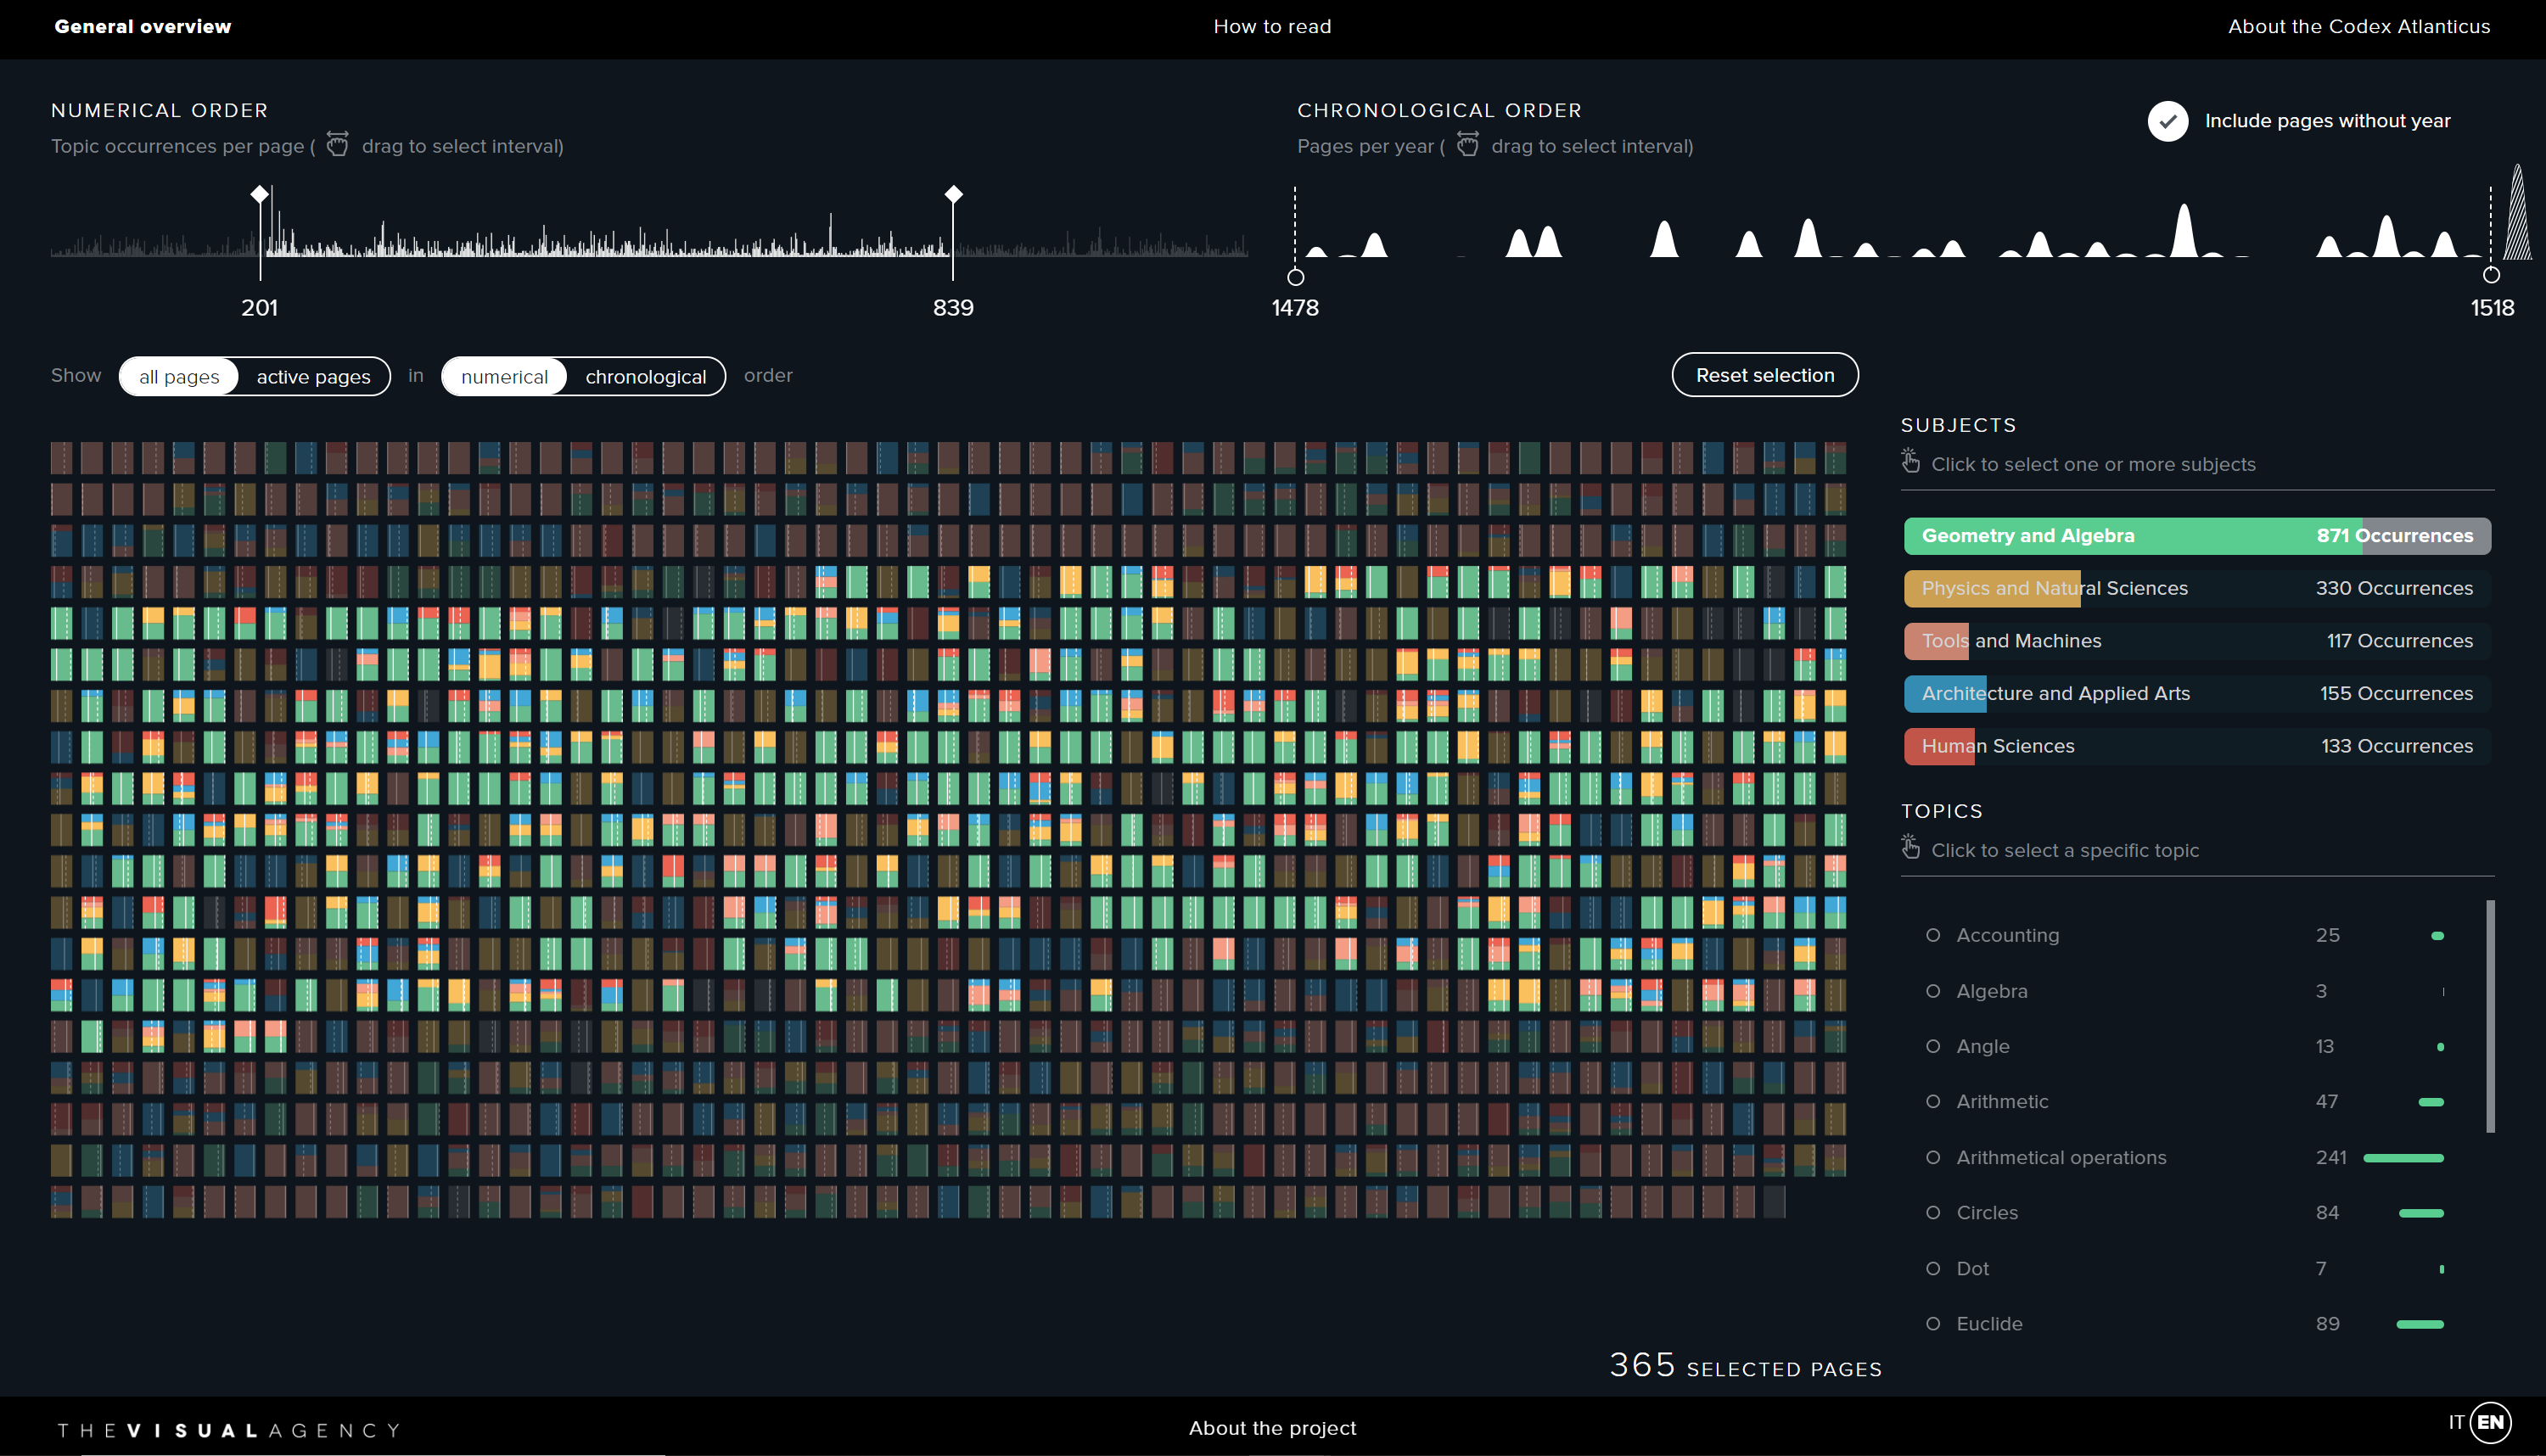 General overview
How to read
About the Codex Atlanticus
NUMERICAL ORDER
Topic occurrences per page ( drag to select interval)
201
839
CHRONOLOGICAL ORDER
Include pages without year
Pages per year ( drag to select interval)
1478
1518
Show all pages active pages in numerical chronological order
Reset selection
SUBJECTS
Click to select one or more subjects
Geometry and Algebra 871 Occurrences
Physics and Natural Sciences 330 Occurrences
Tools and Machines 117 Occurrences
Architecture and Applied Arts 155 Occurrences
Human Sciences 133 Occurrences
TOPICS
Click to select a specific topic
Accounting 25
Algebra 3
Angle 13
Arithmetic 47
Arithmetical operations 241
Circles 84
Dot 7
Euclide 89
365 SELECTED PAGES
THEVISUALAGENCY
About the project
IT EN